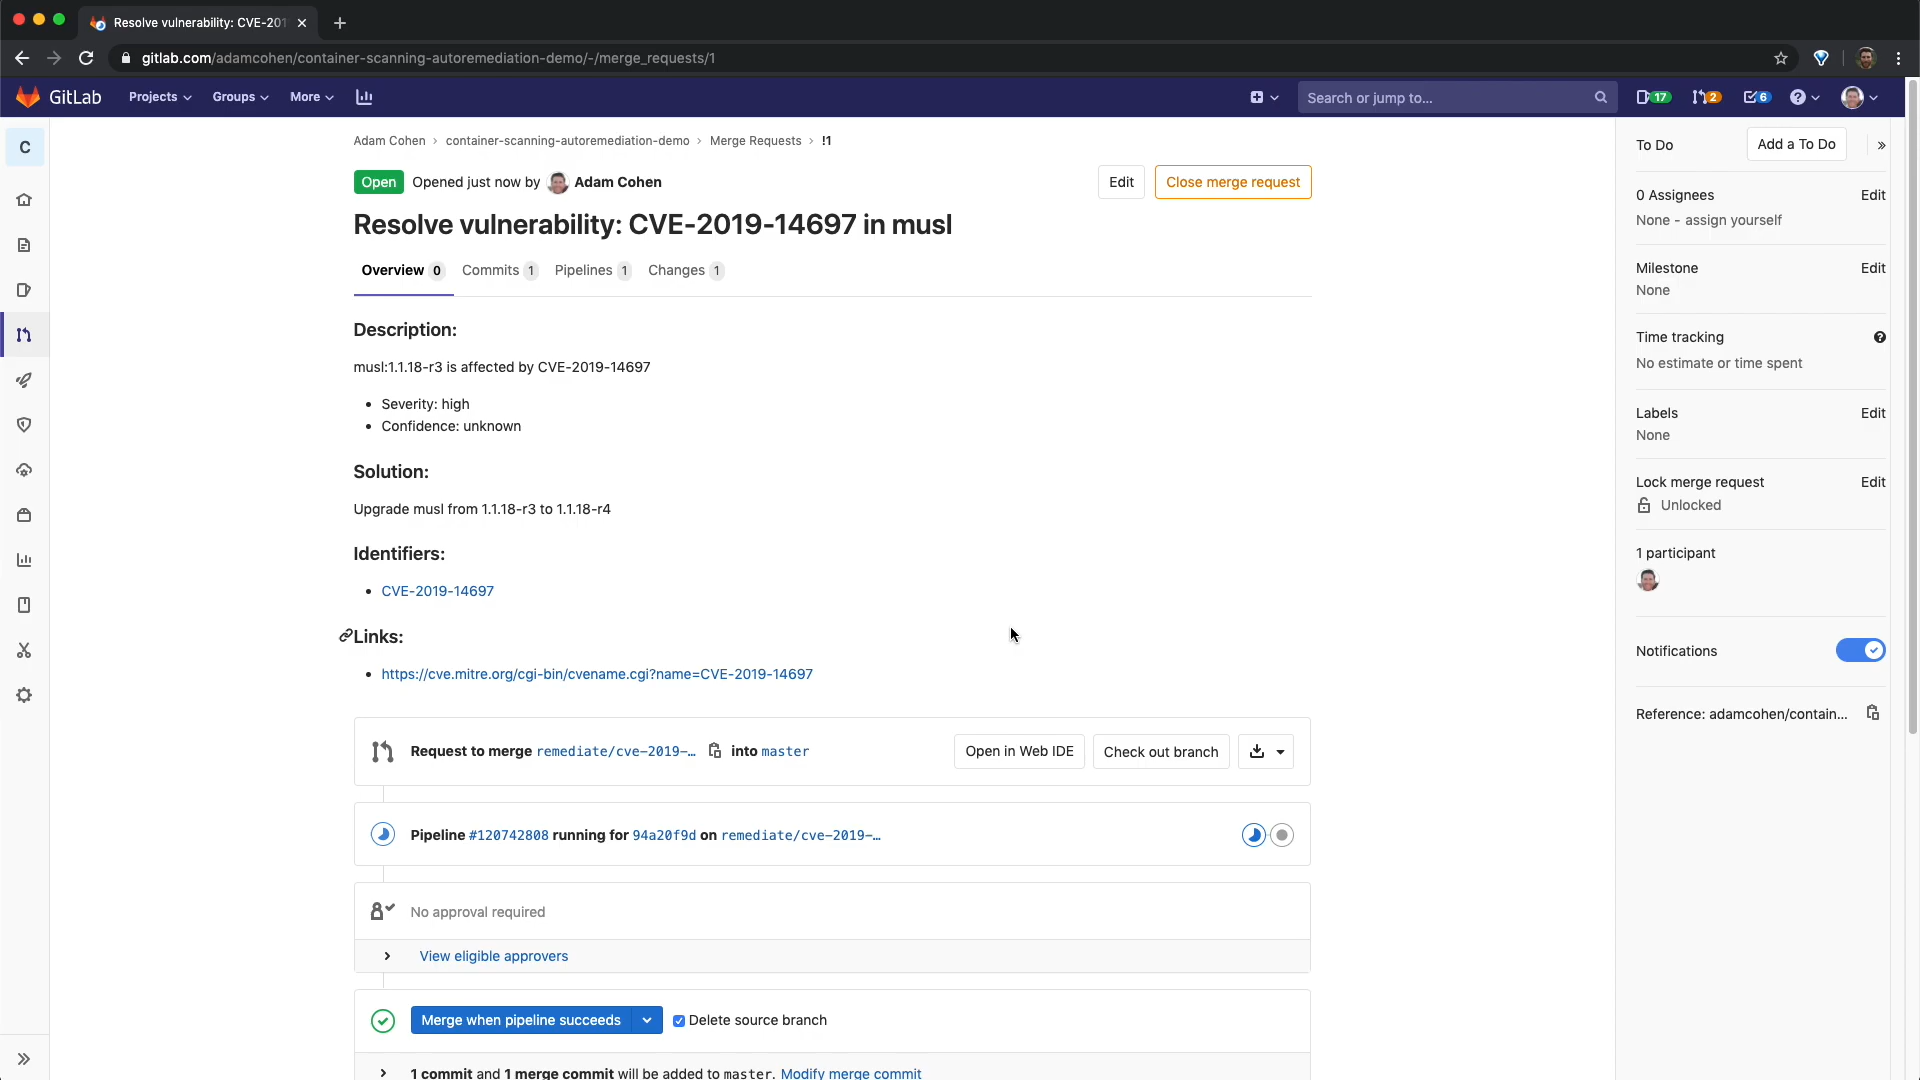 Resolve vulnerability: CVE-201
gitlab.com/adamcohen/container-scanning-autoremediation-demo/-/merge_requests/1
GitLab Projects Groups More Search or jump to... 17 2 6
C
Adam Cohen › container-scanning-autoremediation-demo › Merge Requests › !1
Open Opened just now by Adam Cohen Edit Close merge request
Resolve vulnerability: CVE-2019-14697 in musl
Overview 0 Commits 1 Pipelines 1 Changes 1
Description:
musl:1.1.18-r3 is affected by CVE-2019-14697
• Severity: high
• Confidence: unknown
Solution:
Upgrade musl from 1.1.18-r3 to 1.1.18-r4
Identifiers:
• CVE-2019-14697
Links:
• https://cve.mitre.org/cgi-bin/cvename.cgi?name=CVE-2019-14697
Request to merge remediate/cve-2019-… into master Open in Web IDE Check out branch
Pipeline #120742808 running for 94a20f9d on remediate/cve-2019-…
No approval required
View eligible approvers
Merge when pipeline succeeds Delete source branch
1 commit and 1 merge commit will be added to master. Modify merge commit
To Do Add a To Do »
0 Assignees Edit
None - assign yourself
Milestone Edit
None
Time tracking ?
No estimate or time spent
Labels Edit
None
Lock merge request Edit
Unlocked
1 participant
Notifications
Reference: adamcohen/contain...